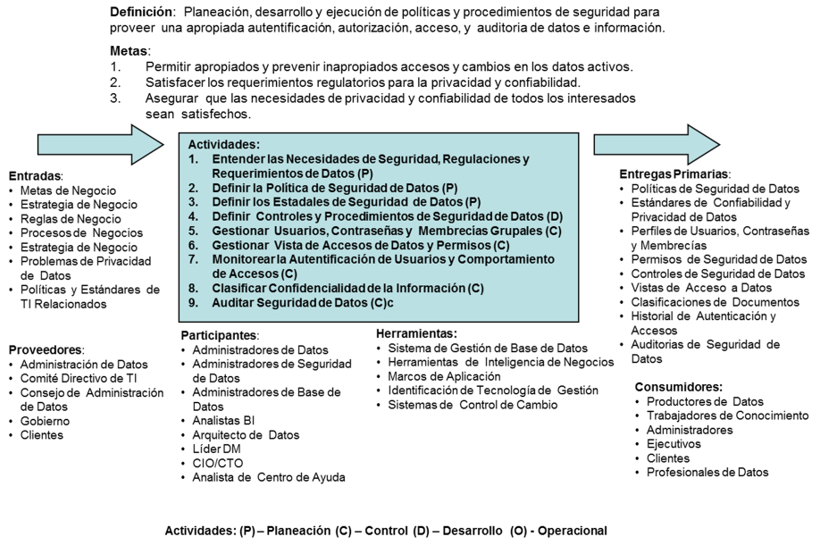 Definición: Planeación, desarrollo y ejecución de políticas y procedimientos de seguridad para
proveer una apropiada autentificación, autorización, acceso, y auditoria de datos e información.
Metas:
1. Permitir apropiados y prevenir inapropiados accesos y cambios en los datos activos.
2. Satisfacer los requerimientos regulatorios para la privacidad y confiabilidad.
3. Asegurar que las necesidades de privacidad y confiabilidad de todos los interesados
sean satisfechos.
Entradas:
• Metas de Negocio
• Estrategia de Negocio
• Reglas de Negocio
• Procesos de Negocios
• Estrategia de Negocio
• Problemas de Privacidad
de Datos
• Políticas y Estándares de
TI Relacionados
Actividades:
1. Entender las Necesidades de Seguridad, Regulaciones y
Requerimientos de Datos (P)
2. Definir la Política de Seguridad de Datos (P)
3. Definir los Estadales de Seguridad de Datos (P)
4. Definir Controles y Procedimientos de Seguridad de Datos (D)
5. Gestionar Usuarios, Contraseñas y Membrecías Grupales (C)
6. Gestionar Vista de Accesos de Datos y Permisos (C)
7. Monitorear la Autentificación de Usuarios y Comportamiento
de Accesos (C)
8. Clasificar Confidencialidad de la Información (C)
9. Auditar Seguridad de Datos (C)c
Entregas Primarias:
• Políticas de Seguridad de Datos
• Estándares de Confiabilidad y
Privacidad de Datos
• Perfiles de Usuarios, Contraseñas
y Membrecías
• Permisos de Seguridad de Datos
• Controles de Seguridad de Datos
• Vistas de Acceso a Datos
• Clasificaciones de Documentos
• Historial de Autenticación y
Accesos
• Auditorias de Seguridad de
Datos
Proveedores:
• Administración de Datos
• Comité Directivo de TI
• Consejo de Administración
de Datos
• Gobierno
• Clientes
Participantes:
• Administradores de Datos
• Administradores de Seguridad
de Datos
• Administradores de Base de
Datos
• Analistas BI
• Arquitecto de Datos
• Líder DM
• CIO/CTO
• Analista de Centro de Ayuda
Herramientas:
• Sistema de Gestión de Base de Datos
• Herramientas de Inteligencia de Negocios
• Marcos de Aplicación
• Identificación de Tecnología de Gestión
• Sistemas de Control de Cambio
Consumidores:
• Productores de Datos
• Trabajadores de Conocimiento
• Administradores
• Ejecutivos
• Clientes
• Profesionales de Datos
Actividades: (P) – Planeación (C) – Control (D) – Desarrollo (O) - Operacional